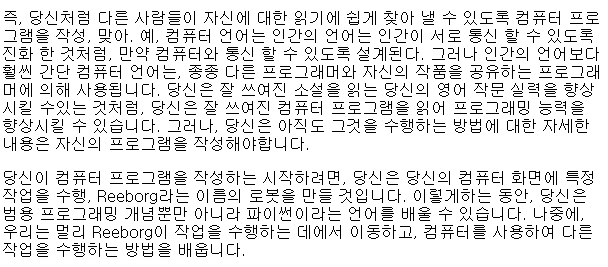 즉, 당신처럼 다른 사람들이 자신에 대한 읽기에 쉽게 찾아 낼 수 있도록 컴퓨터 프로
그램을 작성, 맞아. 예, 컴퓨터 언어는 인간의 언어는 인간이 서로 통신 할 수 있도록
진화 한 것처럼, 만약 컴퓨터와 통신 할 수 있도록 설계된다. 그러나 인간의 언어보다
훨씬 간단 컴퓨터 언어는, 종종 다른 프로그래머와 자신의 작품을 공유하는 프로그래
머에 의해 사용됩니다. 당신은 잘 쓰여진 소설을 읽는 당신의 영어 작문 실력을 향상
시킬 수있는 것처럼, 당신은 잘 쓰여진 컴퓨터 프로그램을 읽어 프로그래밍 능력을
향상시킬 수 있습니다. 그러나, 당신은 아직도 그것을 수행하는 방법에 대한 자세한
내용은 자신의 프로그램을 작성해야합니다.
당신이 컴퓨터 프로그램을 작성하는 시작하려면, 당신은 당신의 컴퓨터 화면에 특정
작업을 수행, Reeborg라는 이름의 로봇을 만들 것입니다. 이렇게하는 동안, 당신은
범용 프로그래밍 개념뿐만 아니라 파이썬이라는 언어를 배울 수 있습니다. 나중에,
우리는 멀리 Reeborg이 작업을 수행하는 데에서 이동하고, 컴퓨터를 사용하여 다른
작업을 수행하는 방법을 배웁니다.